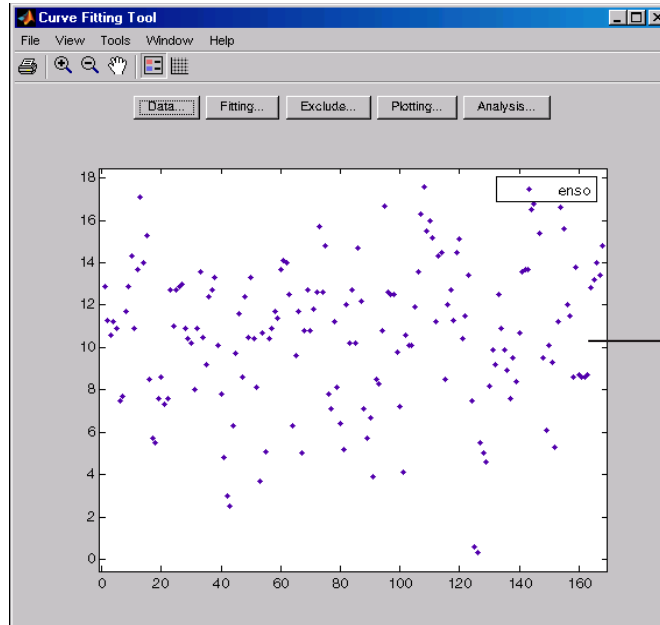 Curve Fitting Tool
File View Tools Window Help
Data... Fitting... Exclude... Plotting... Analysis...
enso
18
16
14
12
10
8
6
4
2
0
0 20 40 60 80 100 120 140 160